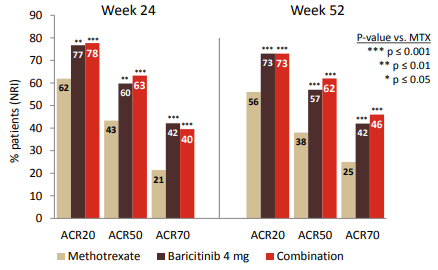 Week 24
Week 52
% patients (NRI)
90
80
70
60
50
40
30
20
10
0
62
** 77
*** 78
43
** 60
*** 63
21
*** 42
*** 40
56
*** 73
*** 73
38
*** 57
*** 62
25
*** 42
*** 46
P-value vs. MTX
*** p ≤ 0.001
** p ≤ 0.01
* p ≤ 0.05
ACR20 ACR50 ACR70
ACR20 ACR50 ACR70
Methotrexate Baricitinib 4 mg Combination